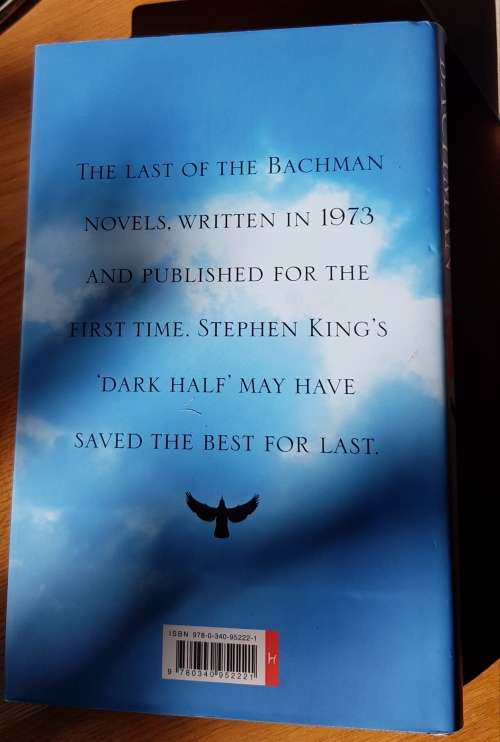 THE LAST OF THE BACHMAN
NOVELS, WRITTEN IN 1973
AND PUBLISHED FOR THE
FIRST TIME. STEPHEN KING'S
'DARK HALF' MAY HAVE
SAVED THE BEST FOR LAST.
ISBN 978-0-340-95222-1
9 780340 952221